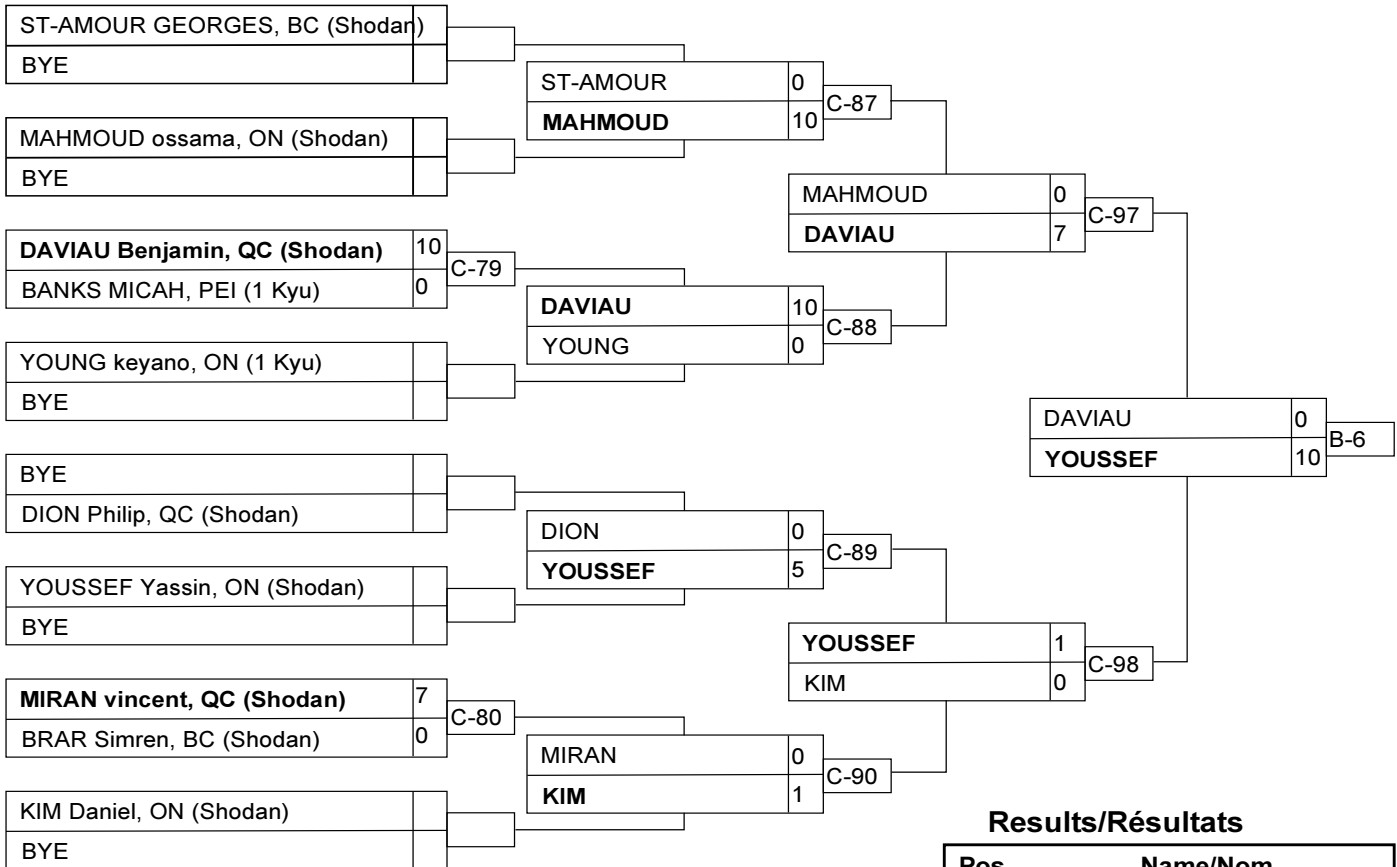 ST-AMOUR GEORGES, BC (Shodan)
BYE
MAHMOUD ossama, ON (Shodan)
BYE
DAVIAU Benjamin, QC (Shodan) 10
BANKS MICAH, PEI (1 Kyu) 0
C-79
YOUNG keyano, ON (1 Kyu)
BYE
BYE
DION Philip, QC (Shodan)
YOUSSEF Yassin, ON (Shodan)
BYE
MIRAN vincent, QC (Shodan) 7
BRAR Simren, BC (Shodan) 0
C-80
KIM Daniel, ON (Shodan)
BYE
ST-AMOUR 0
MAHMOUD 10
C-87
DAVIAU 10
YOUNG 0
C-88
DION 0
YOUSSEF 5
C-89
MIRAN 0
KIM 1
C-90
MAHMOUD 0
DAVIAU 7
C-97
YOUSSEF 1
KIM 0
C-98
DAVIAU 0
YOUSSEF 10
B-6
Results/Résultats
Pos Name/Nom